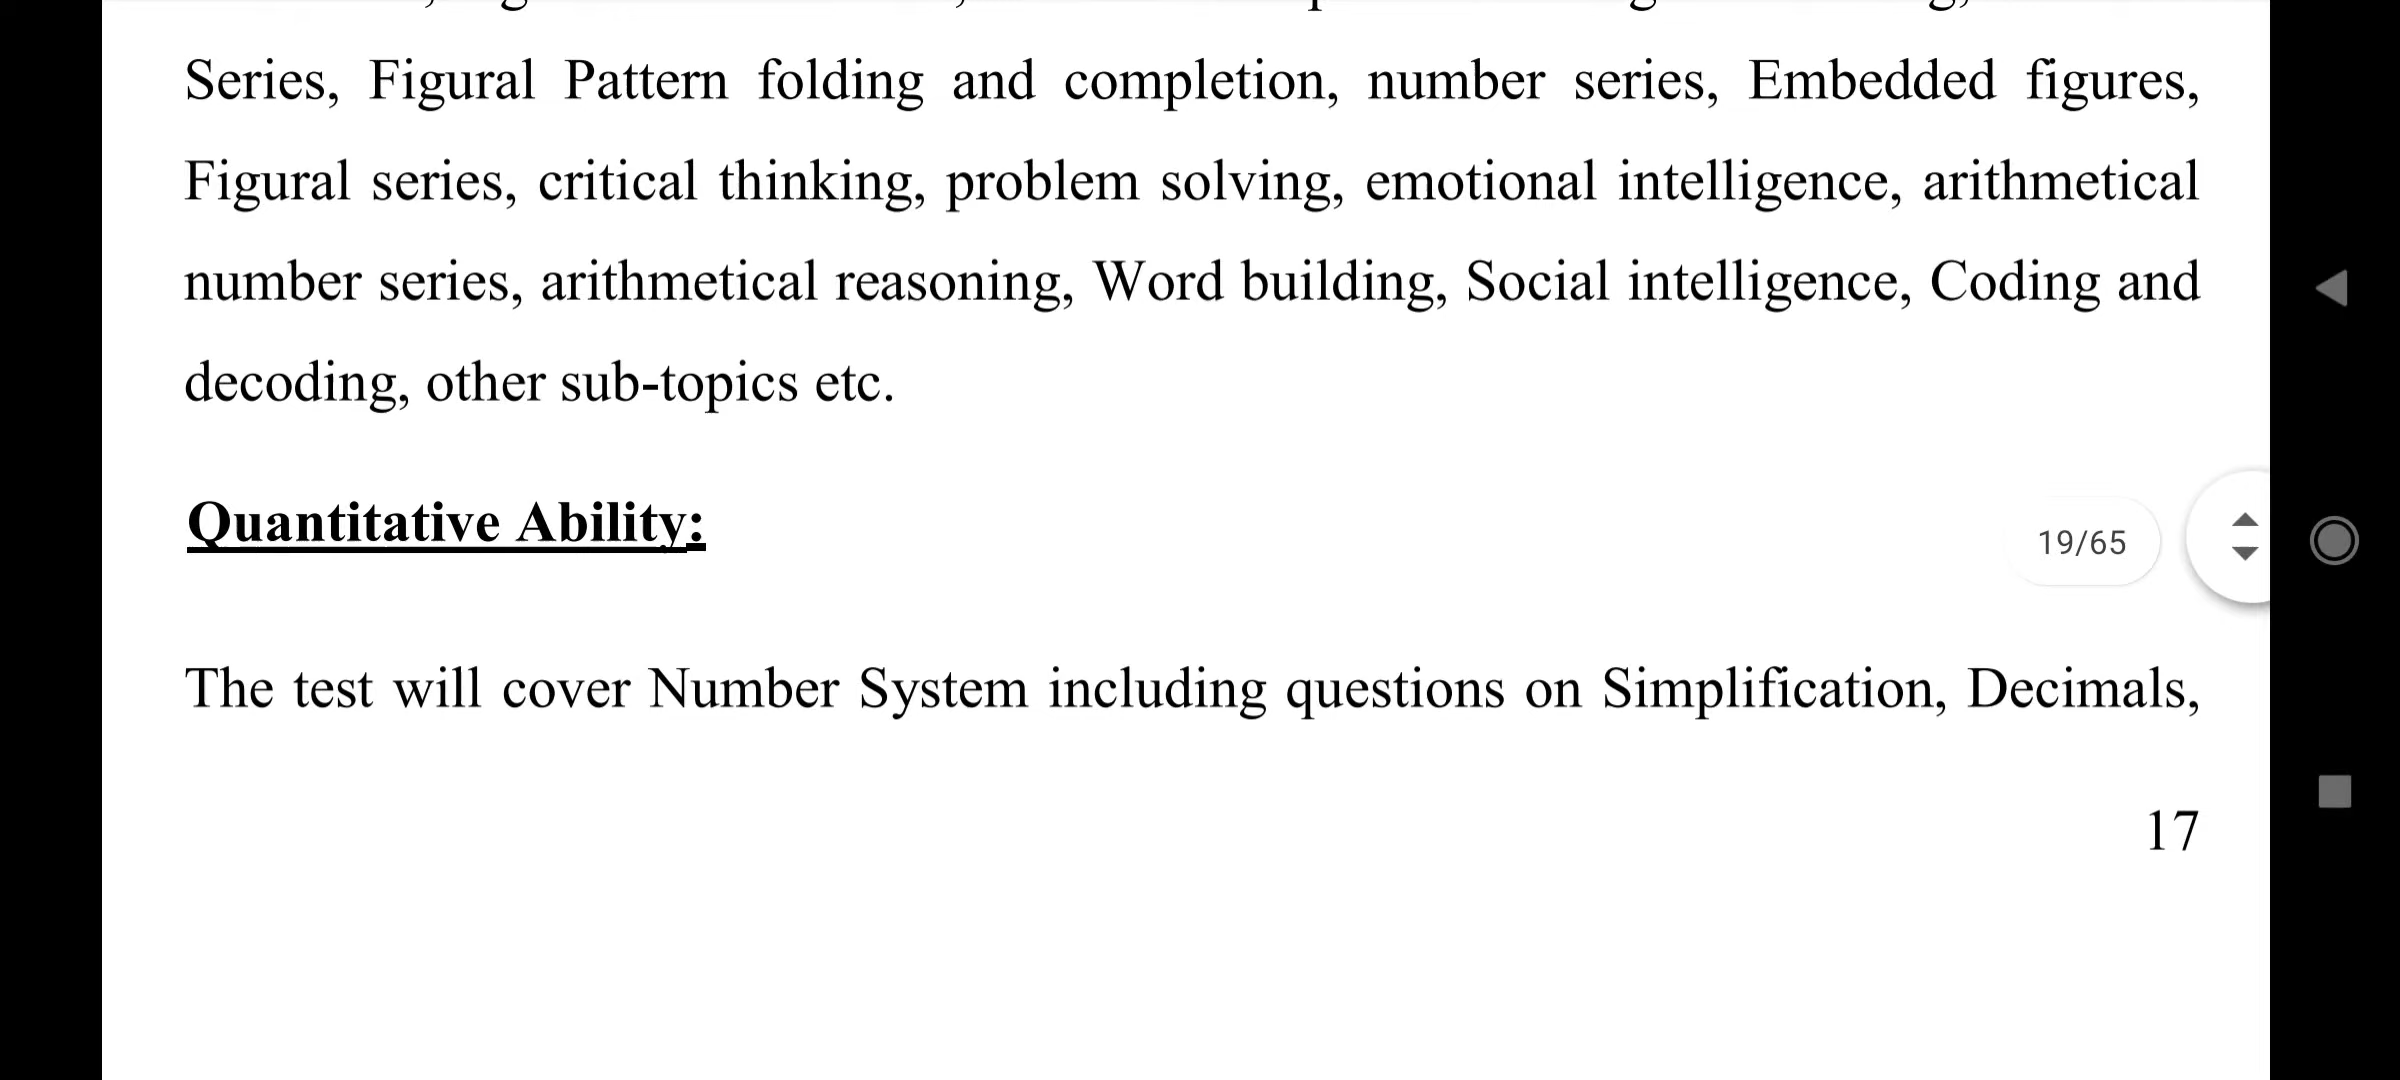 Series, Figural Pattern folding and completion, number series, Embedded figures,
Figural series, critical thinking, problem solving, emotional intelligence, arithmetical
number series, arithmetical reasoning, Word building, Social intelligence, Coding and
decoding, other sub-topics etc.
Quantitative Ability:
19/65
The test will cover Number System including questions on Simplification, Decimals,
17